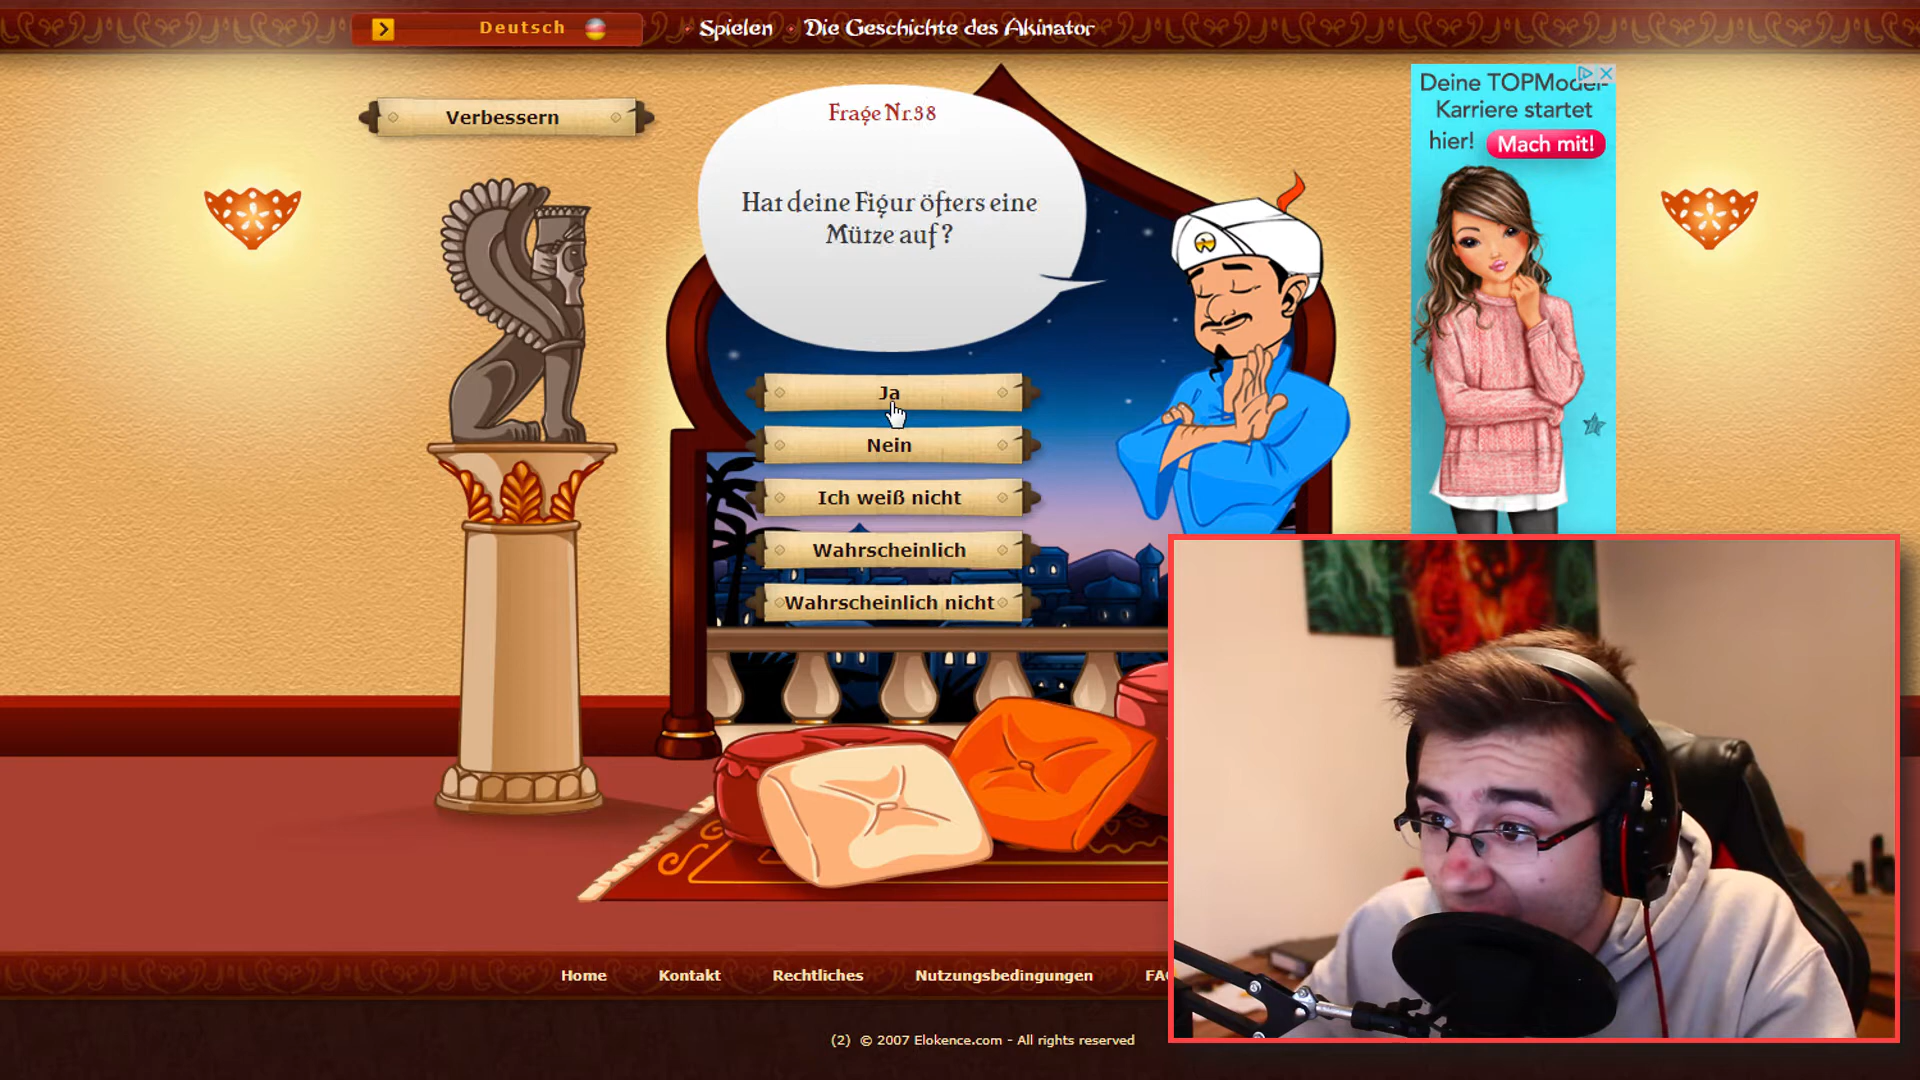 Deutsch
Spielen
Die Geschichte des Akinator
Verbessern
Frage Nr.38
Hat deine Figur öfters eine
Mütze auf?
Ja
Nein
Ich weiß nicht
Wahrscheinlich
Wahrscheinlich nicht
Deine TOPModel-
Karriere startet
hier! Mach mit!
Home Kontakt Rechtliches Nutzungsbedingungen
(2) © 2007 Elokence.com - All rights reserved